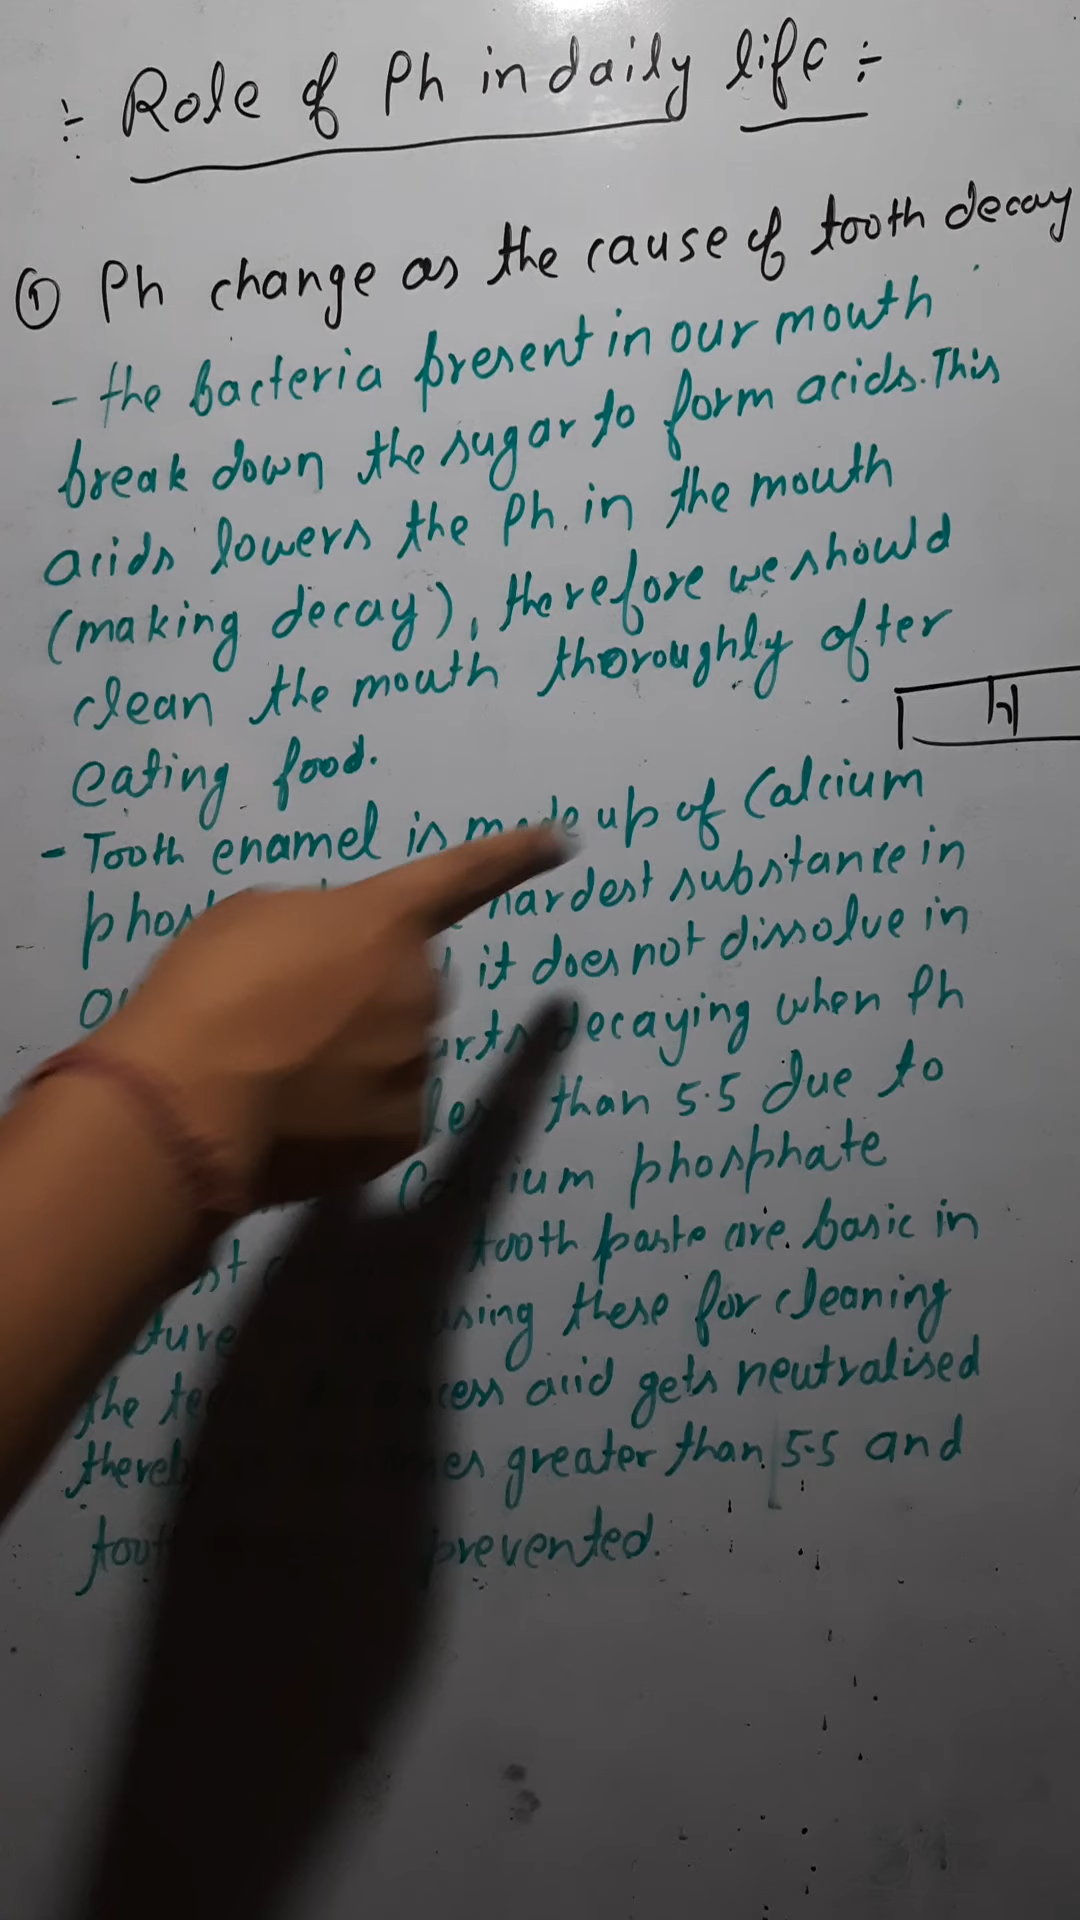 ÷ Role of Ph in daily life ÷
① Ph change as the cause of tooth decay
- the bacteria present in our mouth
break down the sugar to form acids. This
acids lowers the Ph. in the mouth
(making decay), therefore we should
clean the mouth thoroughly after
eating food.
- Tooth enamel is made up of Calcium
hardest substance in
it does not dissolve in
decaying when Ph
than 5.5 due to
phosphate
tooth paste are. basic in
these for cleaning
the acid gets neutralised
greater than 5.5 and
prevented.